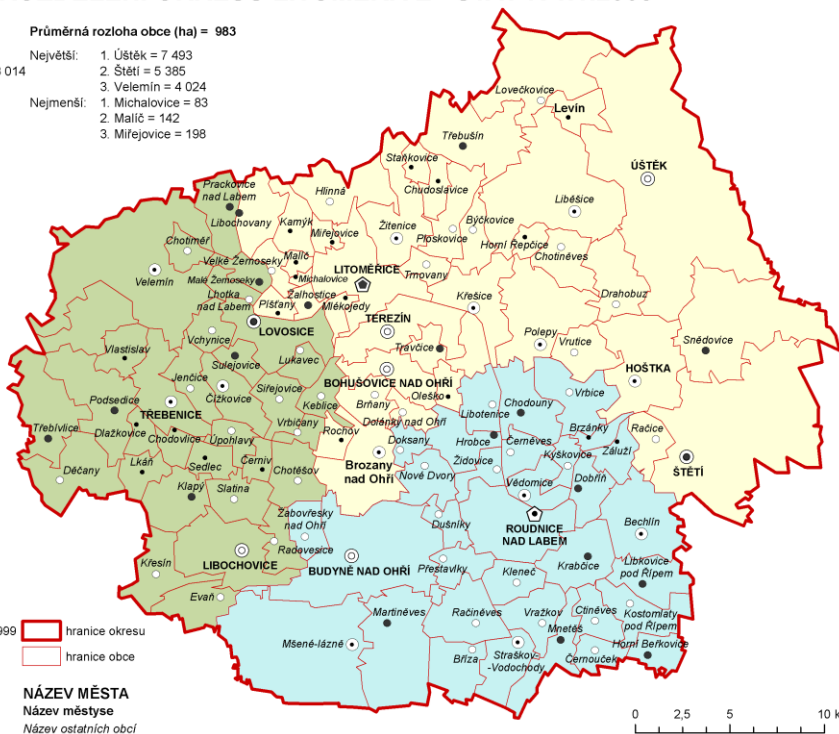 Průměrná rozloha obce (ha) = 983
Největší: 1. Úštěk = 7 493
2. Štětí = 5 385
3. Velemín = 4 024
Nejmenší: 1. Michalovice = 83
2. Malíč = 142
3. Miřejovice = 198
014
Lovečkovice
Levín
Třebušín
Staňkovice
ÚŠTĚK
Chudoslavice
Prackovice
nad Labem
Hlinná
Liběšice
Libochovany
Kamýk
Žitenice
Býčkovice
Ploskovice
Miřejovice
Horní Řepčice
Chotiněves
Chotiměř
Malíč
Velké Žernoseky
LITOMĚŘICE
Trnovany
Velemín
Malé Žernoseky
Michalovice
Lhotka
nad Labem
Žalhostice
Mlékojedy
Píšťany
Křešice
Drahobuz
LOVOSICE
TEREZÍN
Vchynice
Polepy
Vrutice
Snědovice
Vlastislav
Sulejovice
Lukavec
Travčice
HOŠTKA
Jenčice
BOHUŠOVICE NAD OHŘÍ
Čížkovice
Siřejovice
Keblice
Oleško
Brňany
Vrbice
Podsedice
TŘEBENICE
Dolánky nad Ohří
Libotenice
Chodouny
Třebívlice
Dlažkovice
Chodovlice
Úpohlavy
Vrbičany
Rochov
Brzánky
Račice
Hrobce
Černěves
Doksany
Záluží
Děčany
Lkáň
Sedlec
Černiv
Chotěšov
Brozany
nad Ohří
Židovice
Kyškovice
ŠTĚTÍ
Nové Dvory
Klapý
Slatina
Vědomice
Dobříň
Žabovřesky
nad Ohří
Dušníky
ROUDNICE
NAD LABEM
Bechlín
Radovesice
LIBOCHOVICE
BUDYNĚ NAD OHŘÍ
Přestavlky
Krabčice
Libkovice
pod Řípem
Křesín
Kleneč
Evaň
Martiněves
Račiněves
Vražkov
Ctiněves
Kostomlaty
pod Řípem
Mnetěš
Mšené-lázně
Bříza
Straškov
-Vodochody
Černouček
Horní Beřkovice
999
hranice okresu
hranice obce
NÁZEV MĚSTA
Název městyse
Název ostatních obcí
0 2,5 5 10 k